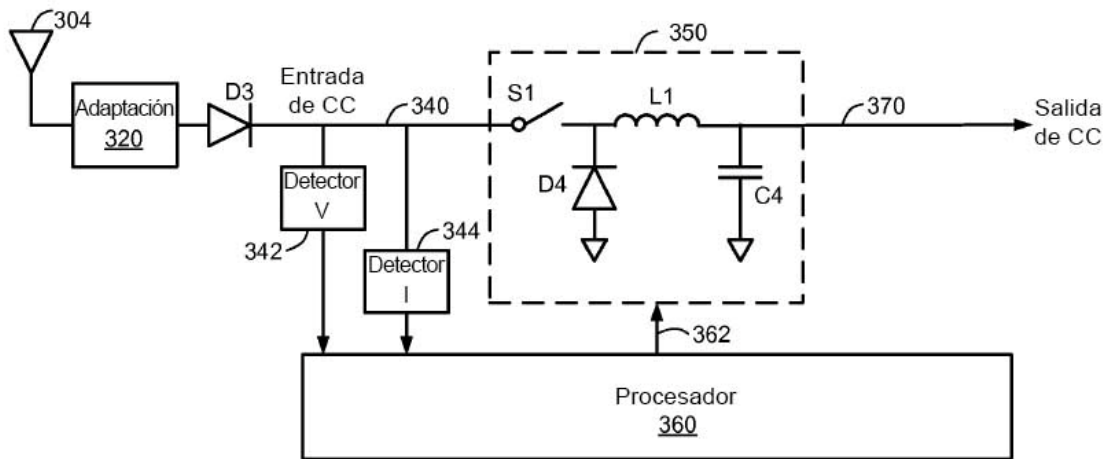 304
350
D3
Entrada
de CC
340
S1
L1
370
Salida
de CC
Adaptación
320
Detector
V
342
344
Detector
I
D4
C4
362
Procesador
360